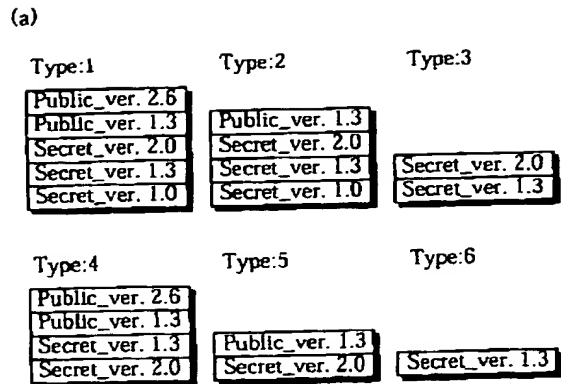 (a)
Type:1
Public_ver. 2.6
Public_ver. 1.3
Secret_ver. 2.0
Secret_ver. 1.3
Secret_ver. 1.0
Type:2
Public_ver. 1.3
Secret_ver. 2.0
Secret_ver. 1.3
Secret_ver. 1.0
Type:3
Secret_ver. 2.0
Secret_ver. 1.3
Type:4
Public_ver. 2.6
Public_ver. 1.3
Secret_ver. 1.3
Secret_ver. 2.0
Type:5
Public_ver. 1.3
Secret_ver. 2.0
Type:6
Secret_ver. 1.3